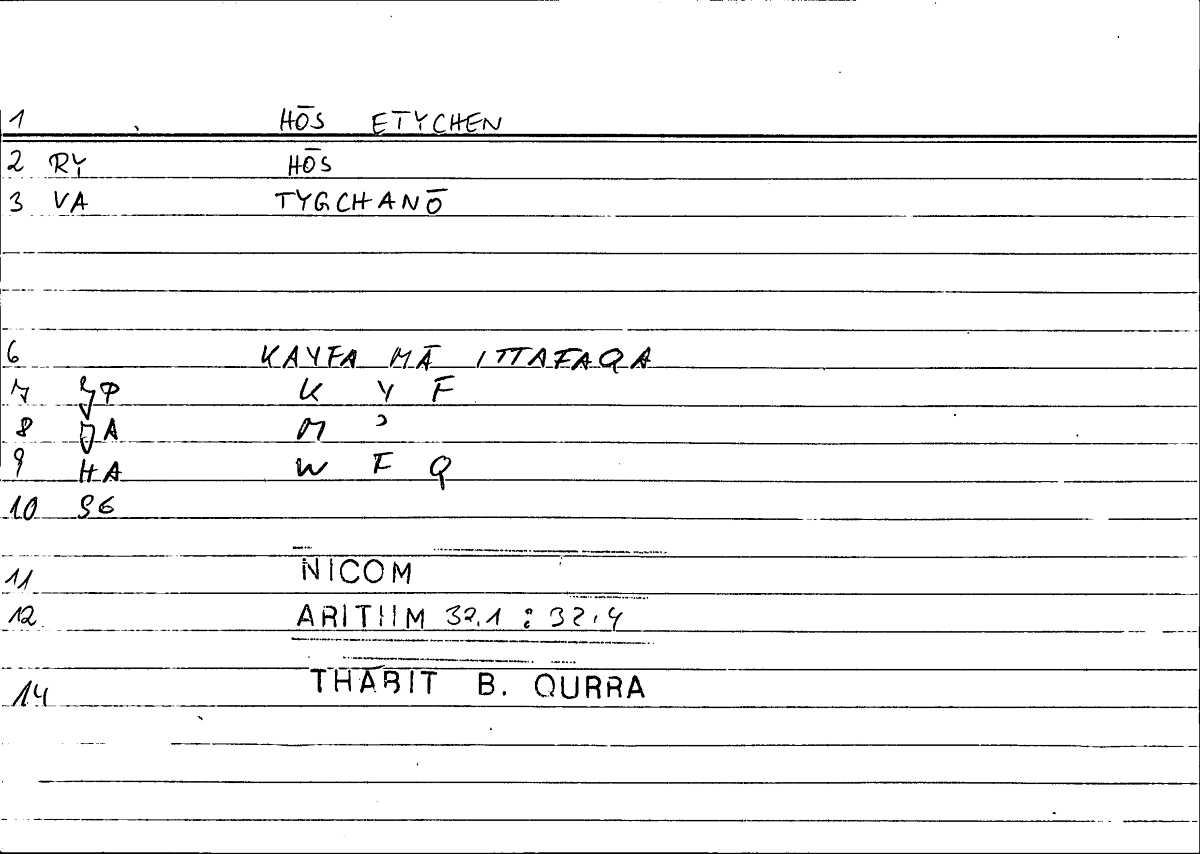 1 HŌS ETYCHEN
2 RY HŌS
3 VA TYGCHANŌ
6 KAYFA MĀ ITTAFAQA
7 K Y F
8 A M ʾ
9 HA W F Q
10 S6
11 NICOM
12 ARITHM 32.1 : 32.4
14 THĀBIT B. QURRA